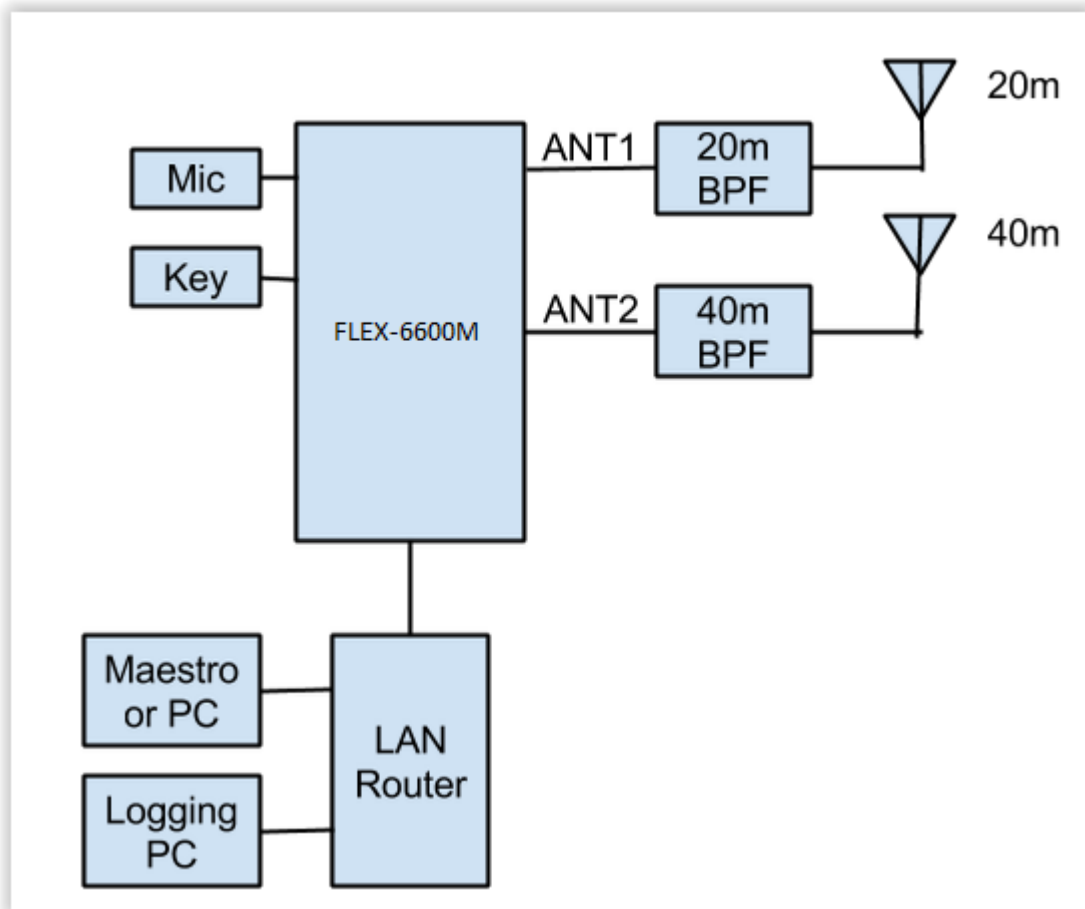 20m
ANT1
20m
BPF
Mic
40m
Key
ANT2
40m
BPF
FLEX-6600M
Maestro
or PC
LAN
Router
Logging
PC